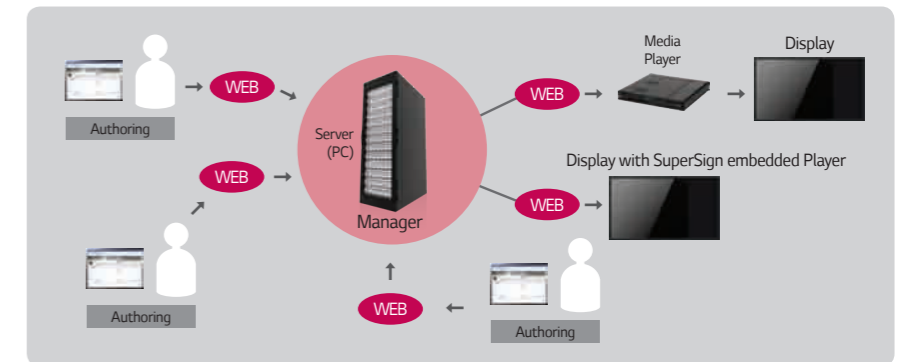 Media
Player
Display
WEB
WEB
Authoring
Server
(PC)
Display with SuperSign embedded Player
WEB
WEB
Manager
WEB
Authoring
Authoring